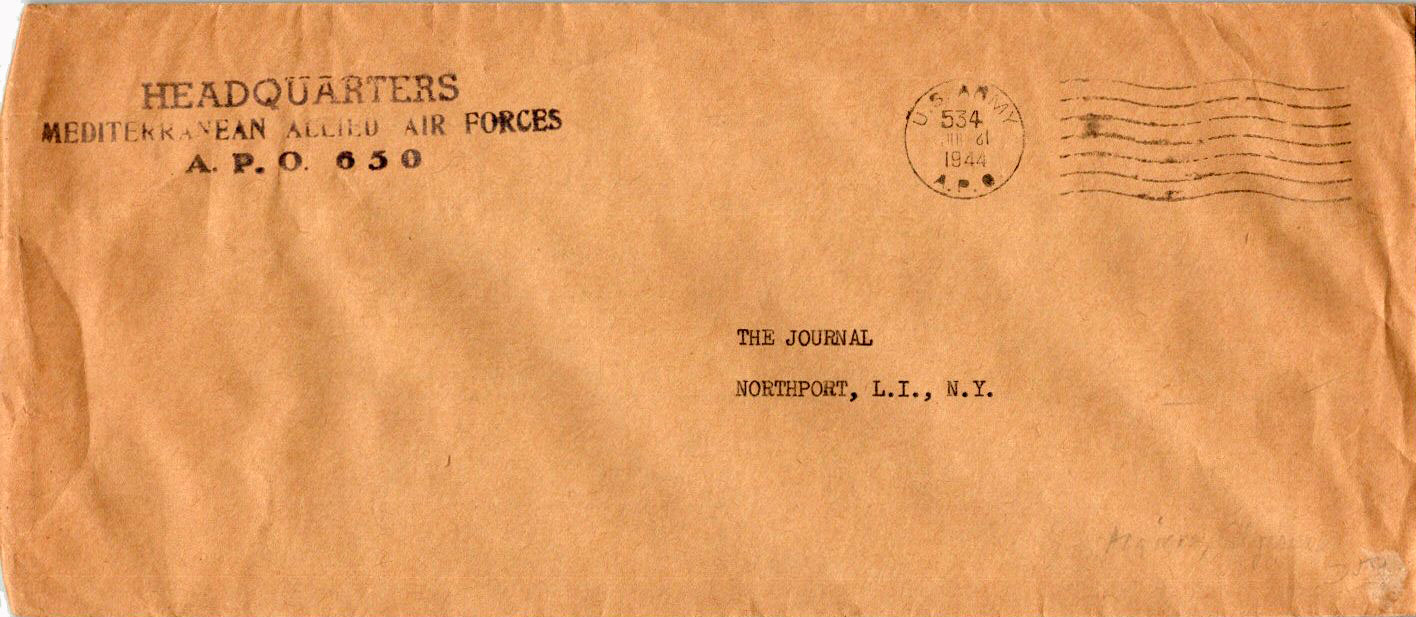 HEADQUARTERS
MEDITERRANEAN ALLIED AIR FORCES
A. P. O. 650
U.S. ARMY
534
1944
A.P.O
THE JOURNAL
NORTHPORT, L.I., N.Y.